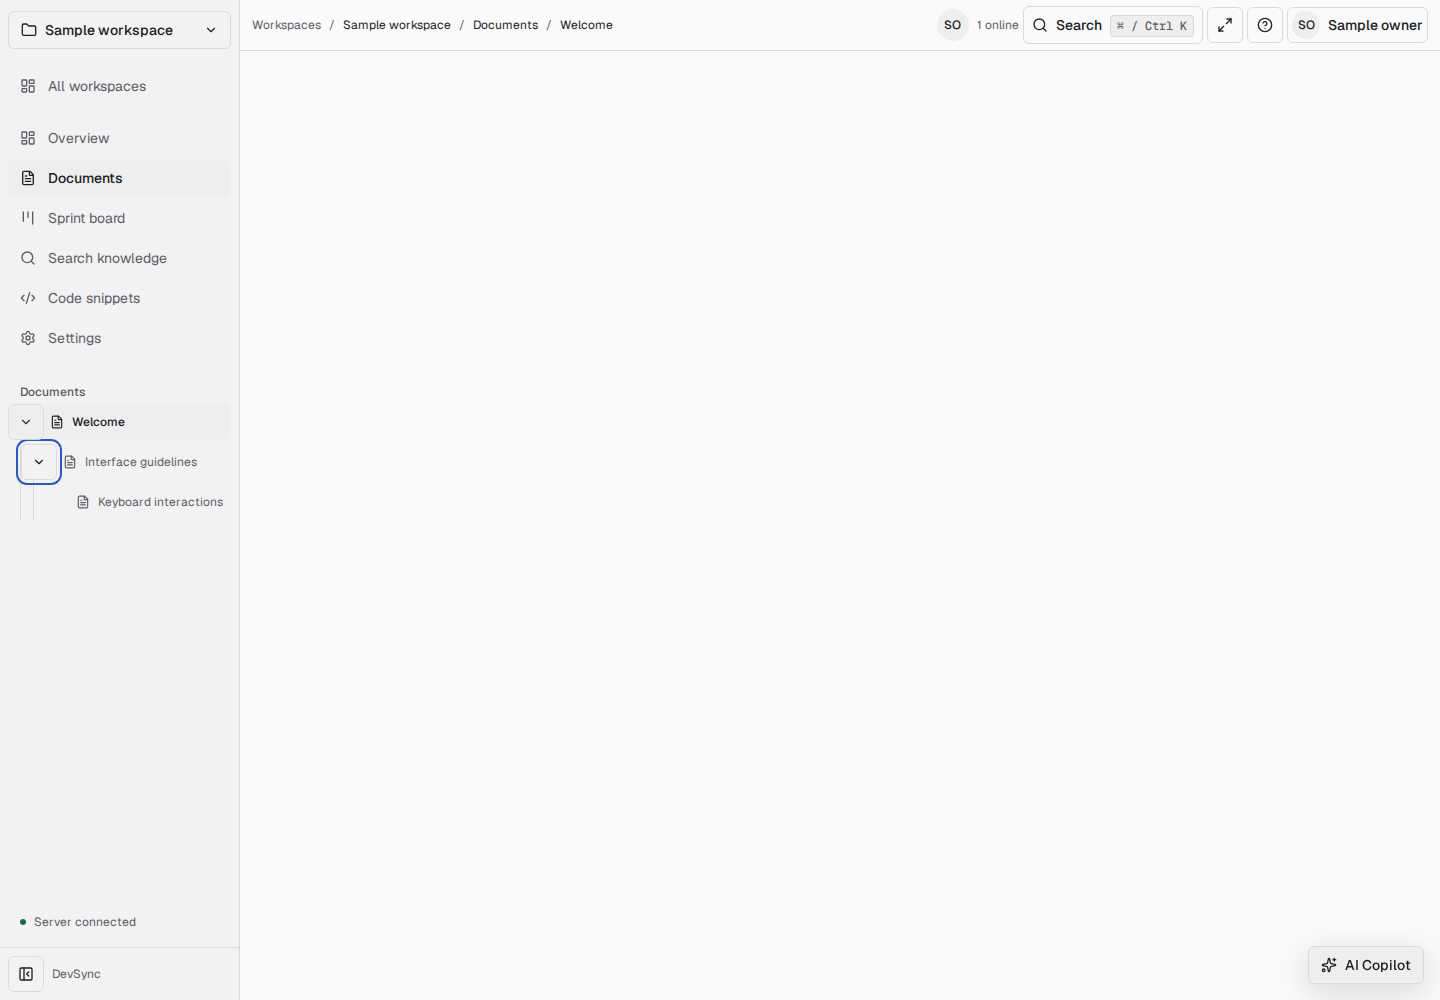 Sample workspace
All workspaces
Overview
Documents
Sprint board
Search knowledge
Code snippets
Settings
Documents
Welcome
Interface guidelines
Keyboard interactions
Server connected
DevSync
Workspaces / Sample workspace / Documents / Welcome
SO 1 online Search ⌘ / Ctrl K SO Sample owner
AI Copilot